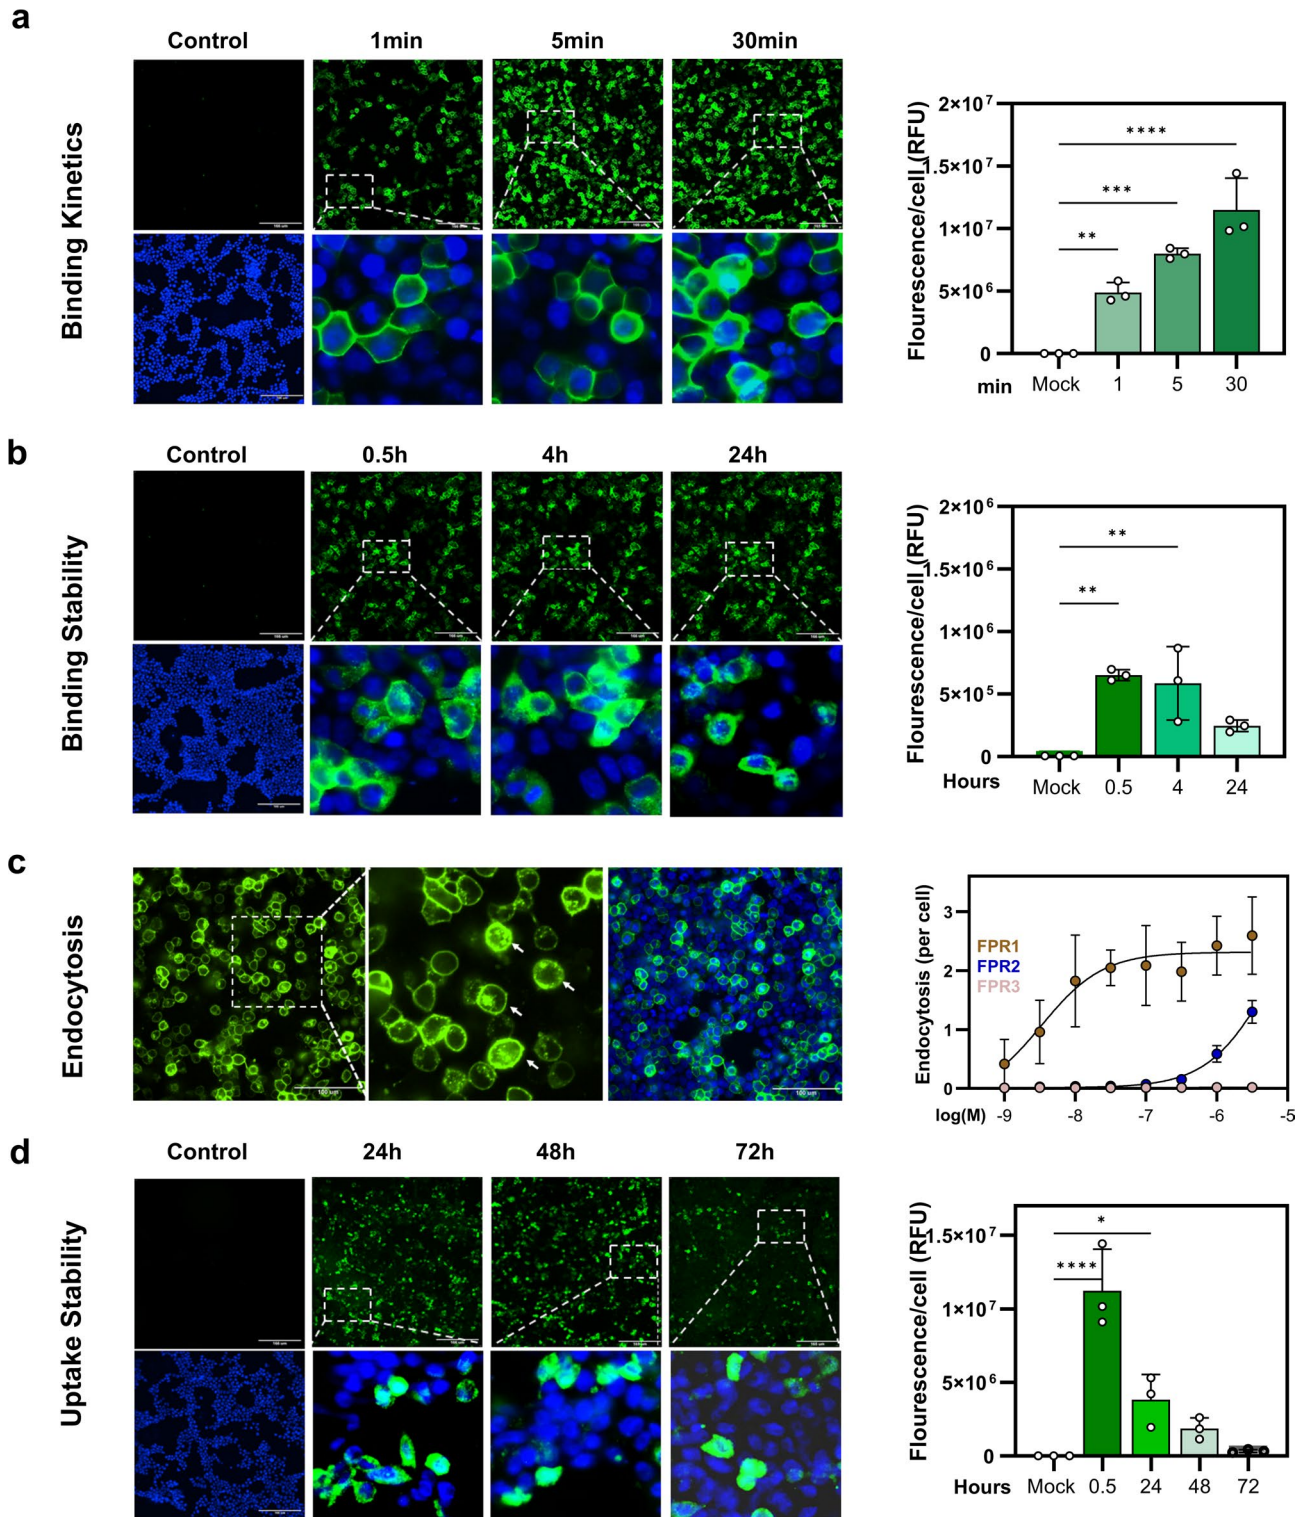 a
Control 1min 5min 30min
Binding Kinetics
Flourescence/cell (RFU)
2×10⁷
1.5×10⁷
1×10⁷
5×10⁶
0
****
***
**
min Mock 1 5 30
b
Control 0.5h 4h 24h
Binding Stability
Flourescence/cell (RFU)
2×10⁶
1.5×10⁶
1×10⁶
5×10⁵
0
**
**
Hours Mock 0.5 4 24
c
Endocytosis
100 um
100 um
Endocytosis (per cell)
3
2
1
0
FPR1
FPR2
FPR3
log(M) -9 -8 -7 -6 -5
d
Control 24h 48h 72h
Uptake Stability
Flourescence/cell (RFU)
1.5×10⁷
1×10⁷
5×10⁶
0
*
****
Hours Mock 0.5 24 48 72